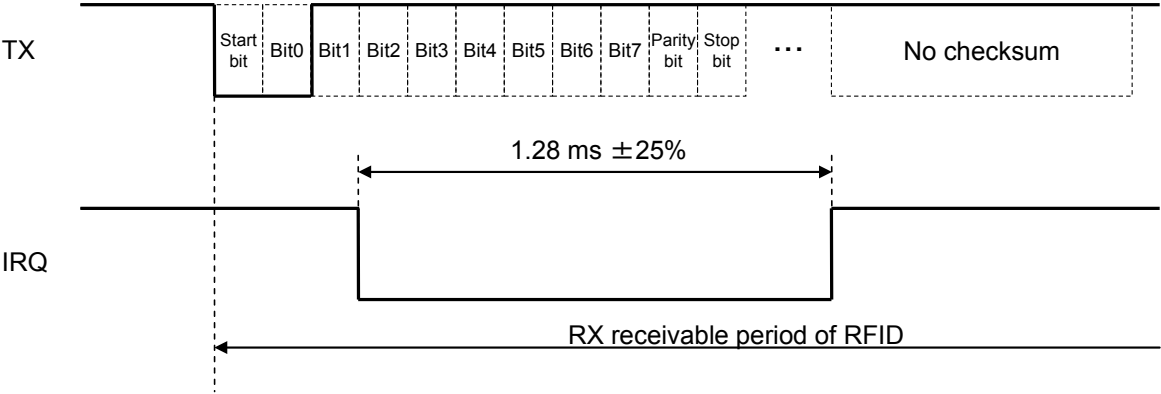 TX
Start bit
Bit0
Bit1
Bit2
Bit3
Bit4
Bit5
Bit6
Bit7
Parity bit
Stop bit
...
No checksum
1.28 ms ±25%
IRQ
RX receivable period of RFID